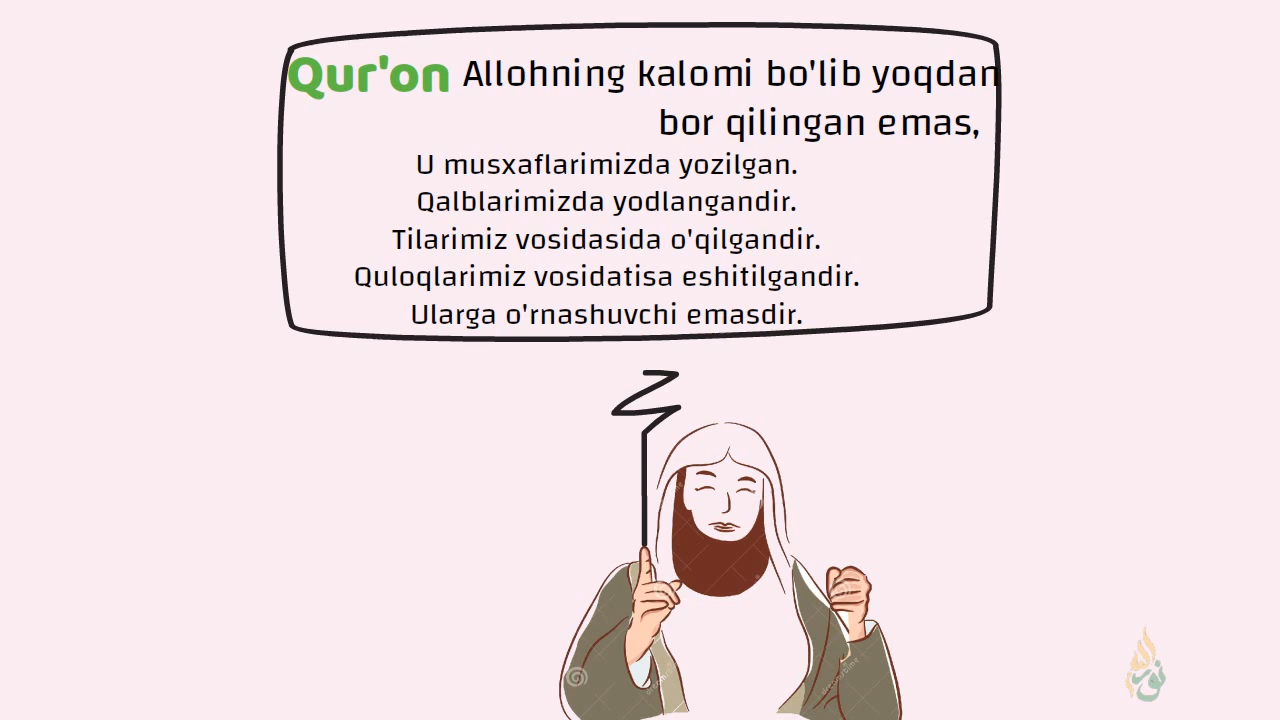 Qur'on Allohning kalomi bo'lib yoqdan
bor qilingan emas,
U musxaflarimizda yozilgan.
Qalblarimizda yodlangandir.
Tilarimiz vosidasida o'qilgandir.
Quloqlarimiz vosidatisa eshitilgandir.
Ularga o'rnashuvchi emasdir.